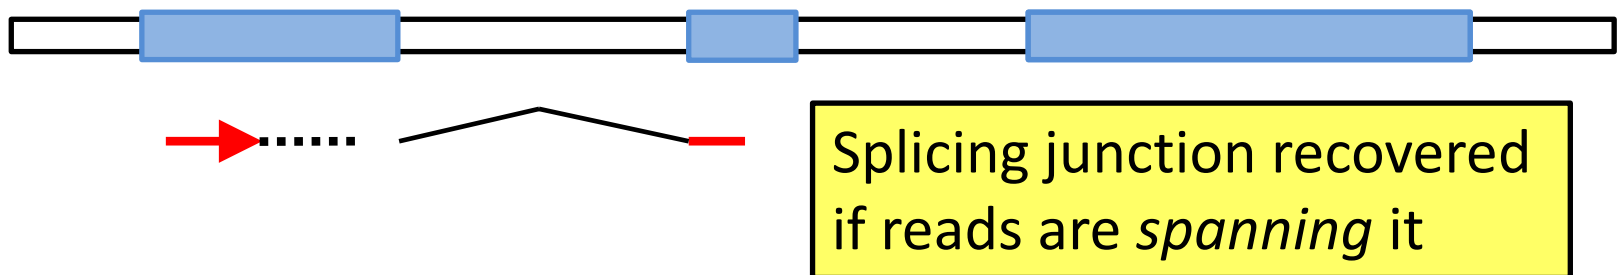 Splicing junction recovered
if reads are spanning it